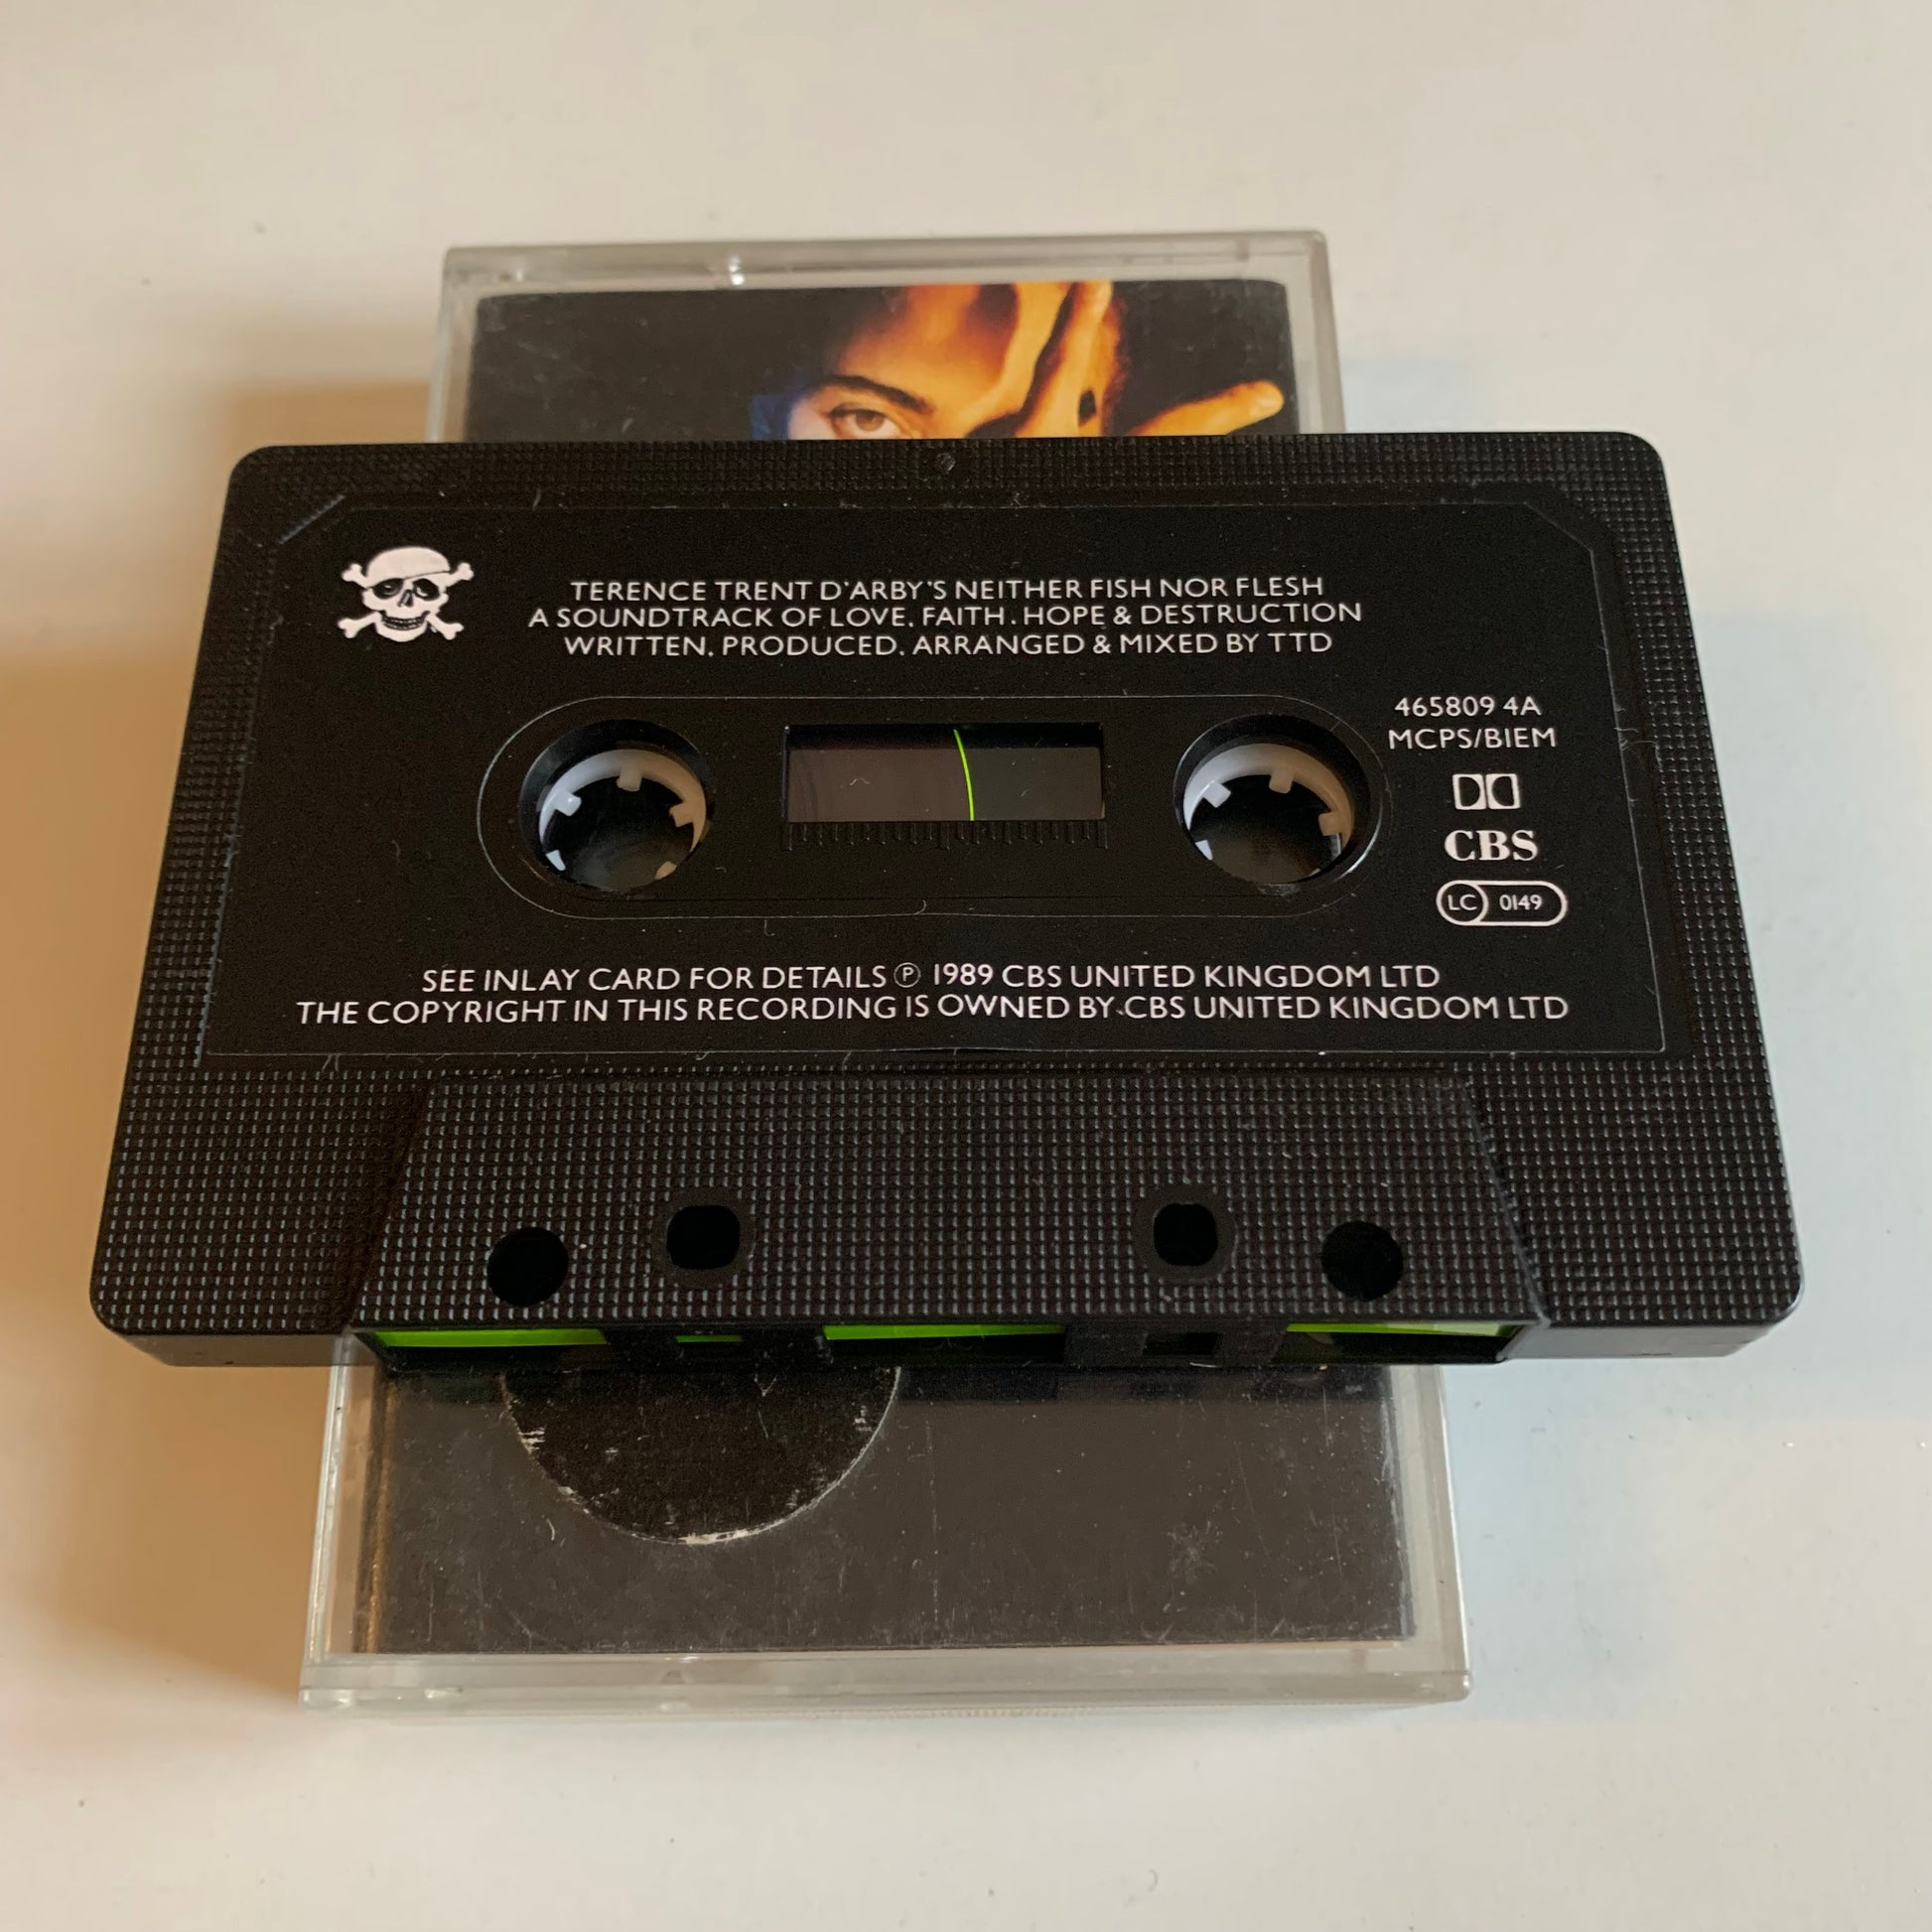 TERENCE TRENT D'ARBY'S NEITHER FISH NOR FLESH
A SOUNDTRACK OF LOVE, FAITH. HOPE & DESTRUCTION
WRITTEN. PRODUCED. ARRANGED & MIXED BY TTD
465809 4A
MCPS/BIEM
CBS
LC 0149
SEE INLAY CARD FOR DETAILS ℗ 1989 CBS UNITED KINGDOM LTD
THE COPYRIGHT IN THIS RECORDING IS OWNED BY CBS UNITED KINGDOM LTD